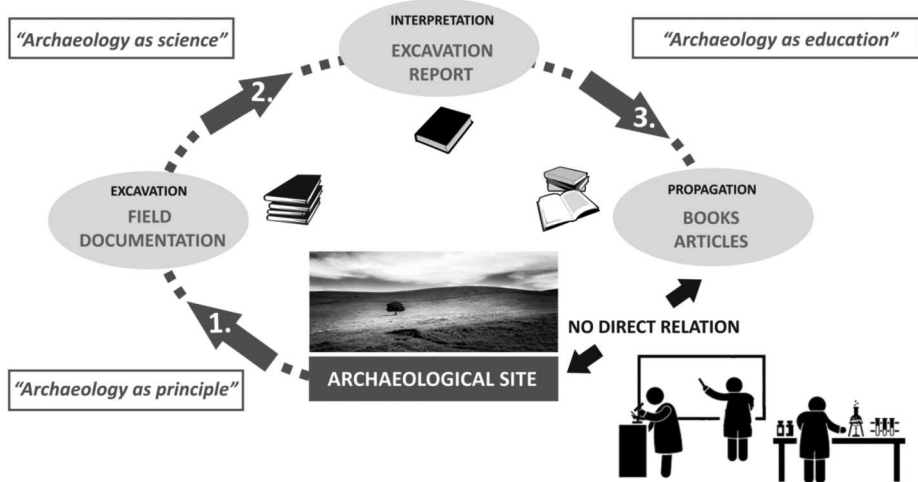 INTERPRETATION
EXCAVATION
REPORT
“Archaeology as science”
“Archaeology as education”
2.
3.
EXCAVATION
FIELD
DOCUMENTATION
PROPAGATION
BOOKS
ARTICLES
1.
NO DIRECT RELATION
ARCHAEOLOGICAL SITE
“Archaeology as principle”